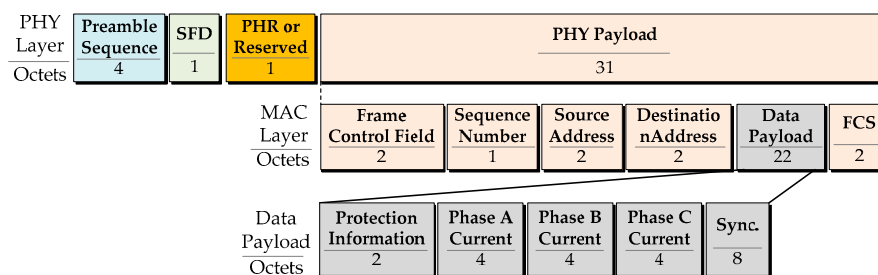 PHY Layer
Octets
Preamble Sequence
4
SFD
1
PHR or Reserved
1
PHY Payload
31
MAC Layer
Octets
Frame Control Field
2
Sequence Number
1
Source Address
2
Destinatio nAddress
2
Data Payload
22
FCS
2
Data Payload
Octets
Protection Information
2
Phase A Current
4
Phase B Current
4
Phase C Current
4
Sync.
8